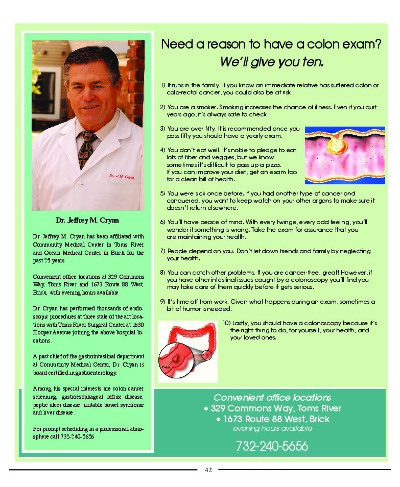 Need a reason to have a colon exam?
We'll give you ten.
1) It runs in the family. If you know an immediate relative has suffered colon or
colo-rectal cancer, you could also be at risk.
2) You are a smoker. Smoking increases the chance of illness. Even if you quit
years ago, it's always safe to check.
3) You are over fifty. It is recommended once you
pass fifty you should have a yearly exam.
4) You don't eat well. It's noble to pledge to eat
lots of fiber and veggies, but we know
sometimes it's difficult to pass up a pizza.
If you can improve your diet, get an exam too
for a clean bill of health.
5) You were sick once before. If you had another type of cancer and
conquered, you want to keep watch on your other organs to make sure it
doesn't return elsewhere.
6) You'll have peace of mind. With every twinge, every odd feeling, you'll
wonder if something is wrong. Take the exam for assurance that you
are maintaining your health.
7) People depend on you. Don't let down friends and family by neglecting
your health.
8) You can catch other problems. If you are cancer-free, great! However, if
you have other intestinal issues caught by a colonoscopy you'll find you
may take care of them quickly before it gets serious.
9) It's time off from work. Given what happens during an exam, sometimes a
bit of humor is needed.
10) Lastly, you should have a colonoscopy because it's
the right thing to do, for yourself, your health, and
your loved ones.
Dr. Jeffrey M. Cryan
Dr. Jeffrey M. Cryan has been affiliated with
Community Medical Center in Toms River
and Ocean Medical Center in Brick for the
past 25 years.
Convenient office locations at 329 Commons
Way, Toms River and 1673 Route 88 West,
Brick, with evening hours available.
Dr. Cryan has performed thousands of endo-
scopic procedures at three state of the art loca-
tions with Toms River Surgical Center at 1430
Hooper Avenue joining the above hospital lo-
cations.
A past chief of the gastrointestinal department
at Community Medical Center, Dr. Cryan is
board certified in gastroenterology.
Among his special interests are colon cancer
screening, gastroesophageal reflux disease,
peptic ulcer disease, irritable bowel syndrome
and liver disease.
For prompt scheduling in a professional atmo-
sphere call 732-240-5656
Convenient office locations
• 329 Commons Way, Toms River
• 1673 Route 88 West, Brick
evening hours available
732-240-5656
42